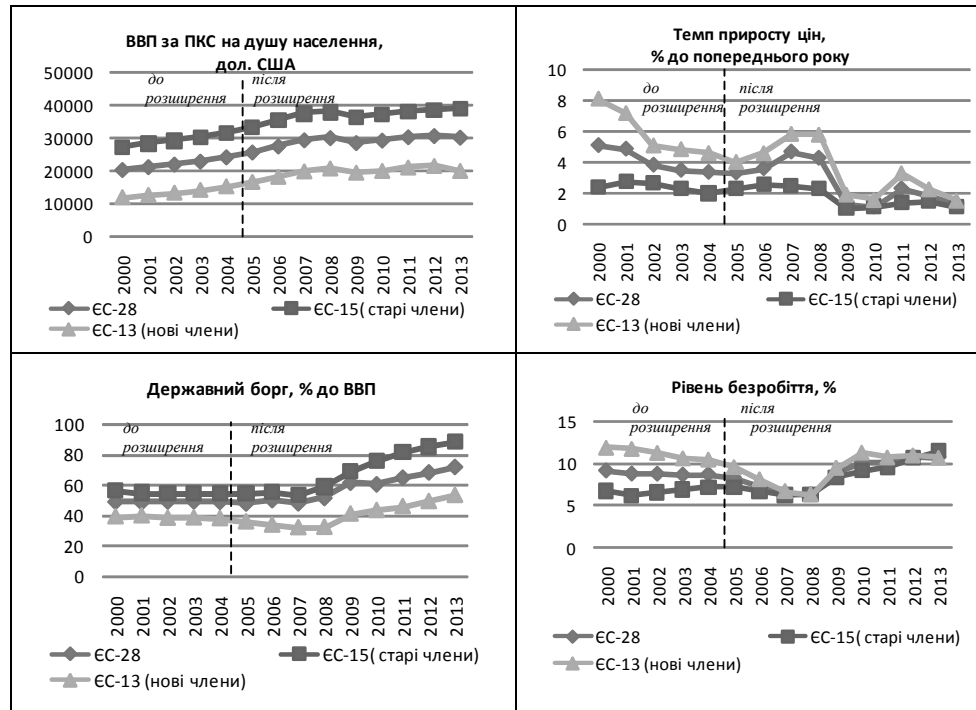 ВВП за ПКС на душу населення,
дол. США
50000
40000
30000
20000
10000
0
до
розширення
після
розширення
2000 2001 2002 2003 2004 2005 2006 2007 2008 2009 2010 2011 2012 2013
ЄС-28 ЄС-15( старі члени)
ЄС-13 (нові члени)
Темп приросту цін,
% до попереднього року
10
8
6
4
2
0
до
розширення
після
розширення
2000 2001 2002 2003 2004 2005 2006 2007 2008 2009 2010 2011 2012 2013
ЄС-28 ЄС-15( старі члени)
ЄС-13 (нові члени)
Державний борг, % до ВВП
100
80
60
40
20
0
до
розширення
після
розширення
2000 2001 2002 2003 2004 2005 2006 2007 2008 2009 2010 2011 2012 2013
ЄС-28 ЄС-15( старі члени)
ЄС-13 (нові члени)
Рівень безробіття, %
15
10
5
0
до
розширення
після
розширення
2000 2001 2002 2003 2004 2005 2006 2007 2008 2009 2010 2011 2012 2013
ЄС-28 ЄС-15( старі члени)
ЄС-13 (нові члени)